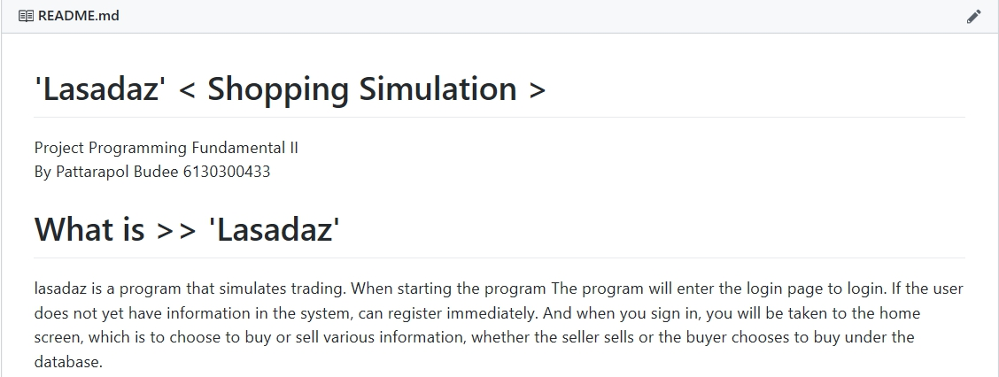 README.md
'Lasadaz' < Shopping Simulation >
Project Programming Fundamental II
By Pattarapol Budee 6130300433
What is >> 'Lasadaz'
lasadaz is a program that simulates trading. When starting the program The program will enter the login page to login. If the user
does not yet have information in the system, can register immediately. And when you sign in, you will be taken to the home
screen, which is to choose to buy or sell various information, whether the seller sells or the buyer chooses to buy under the
database.